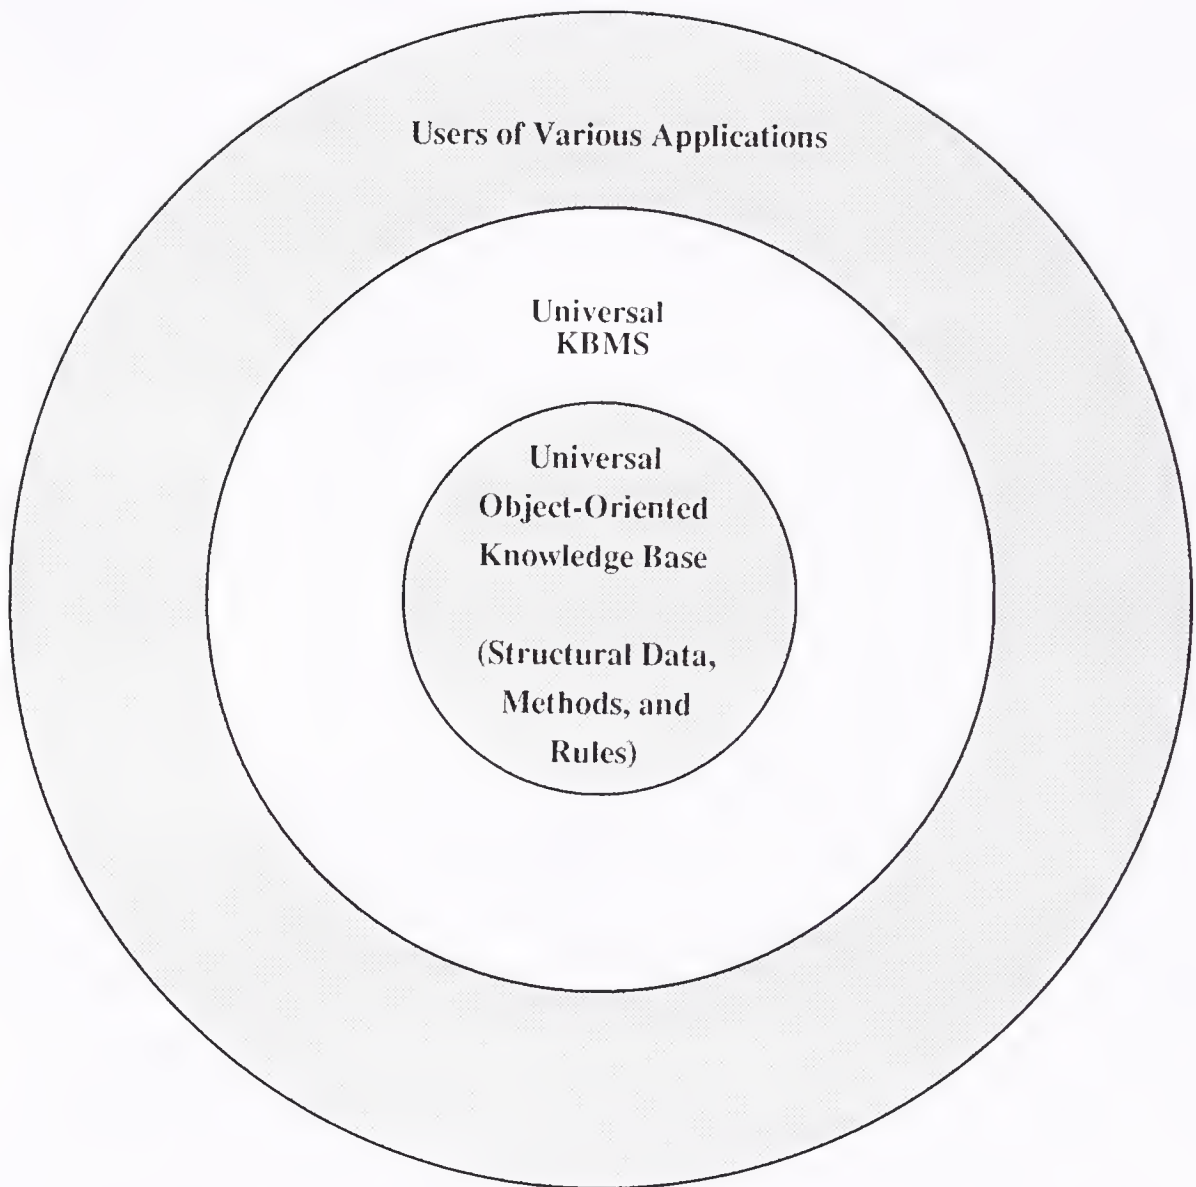 Users of Various Applications
Universal
KBMS
Universal
Object-Oriented
Knowledge Base
(Structural Data,
Methods, and
Rules)